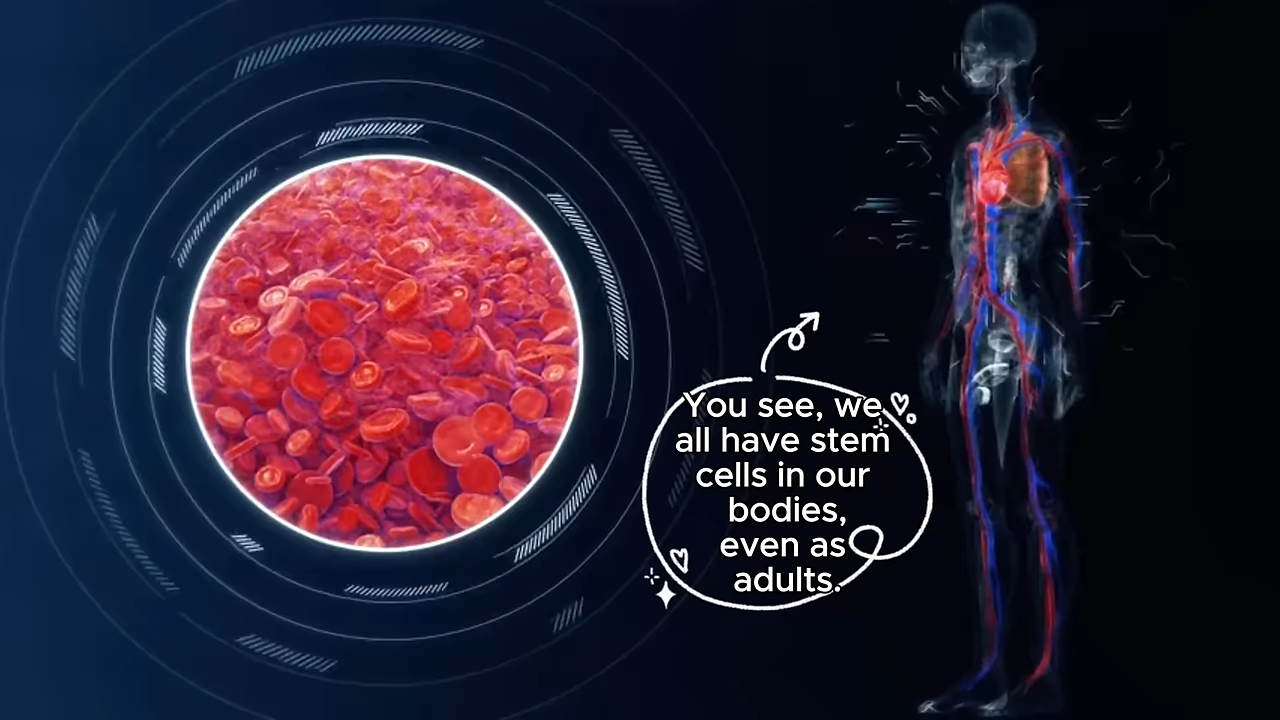 You see, we
all have stem
cells in our
bodies,
even as
adults.